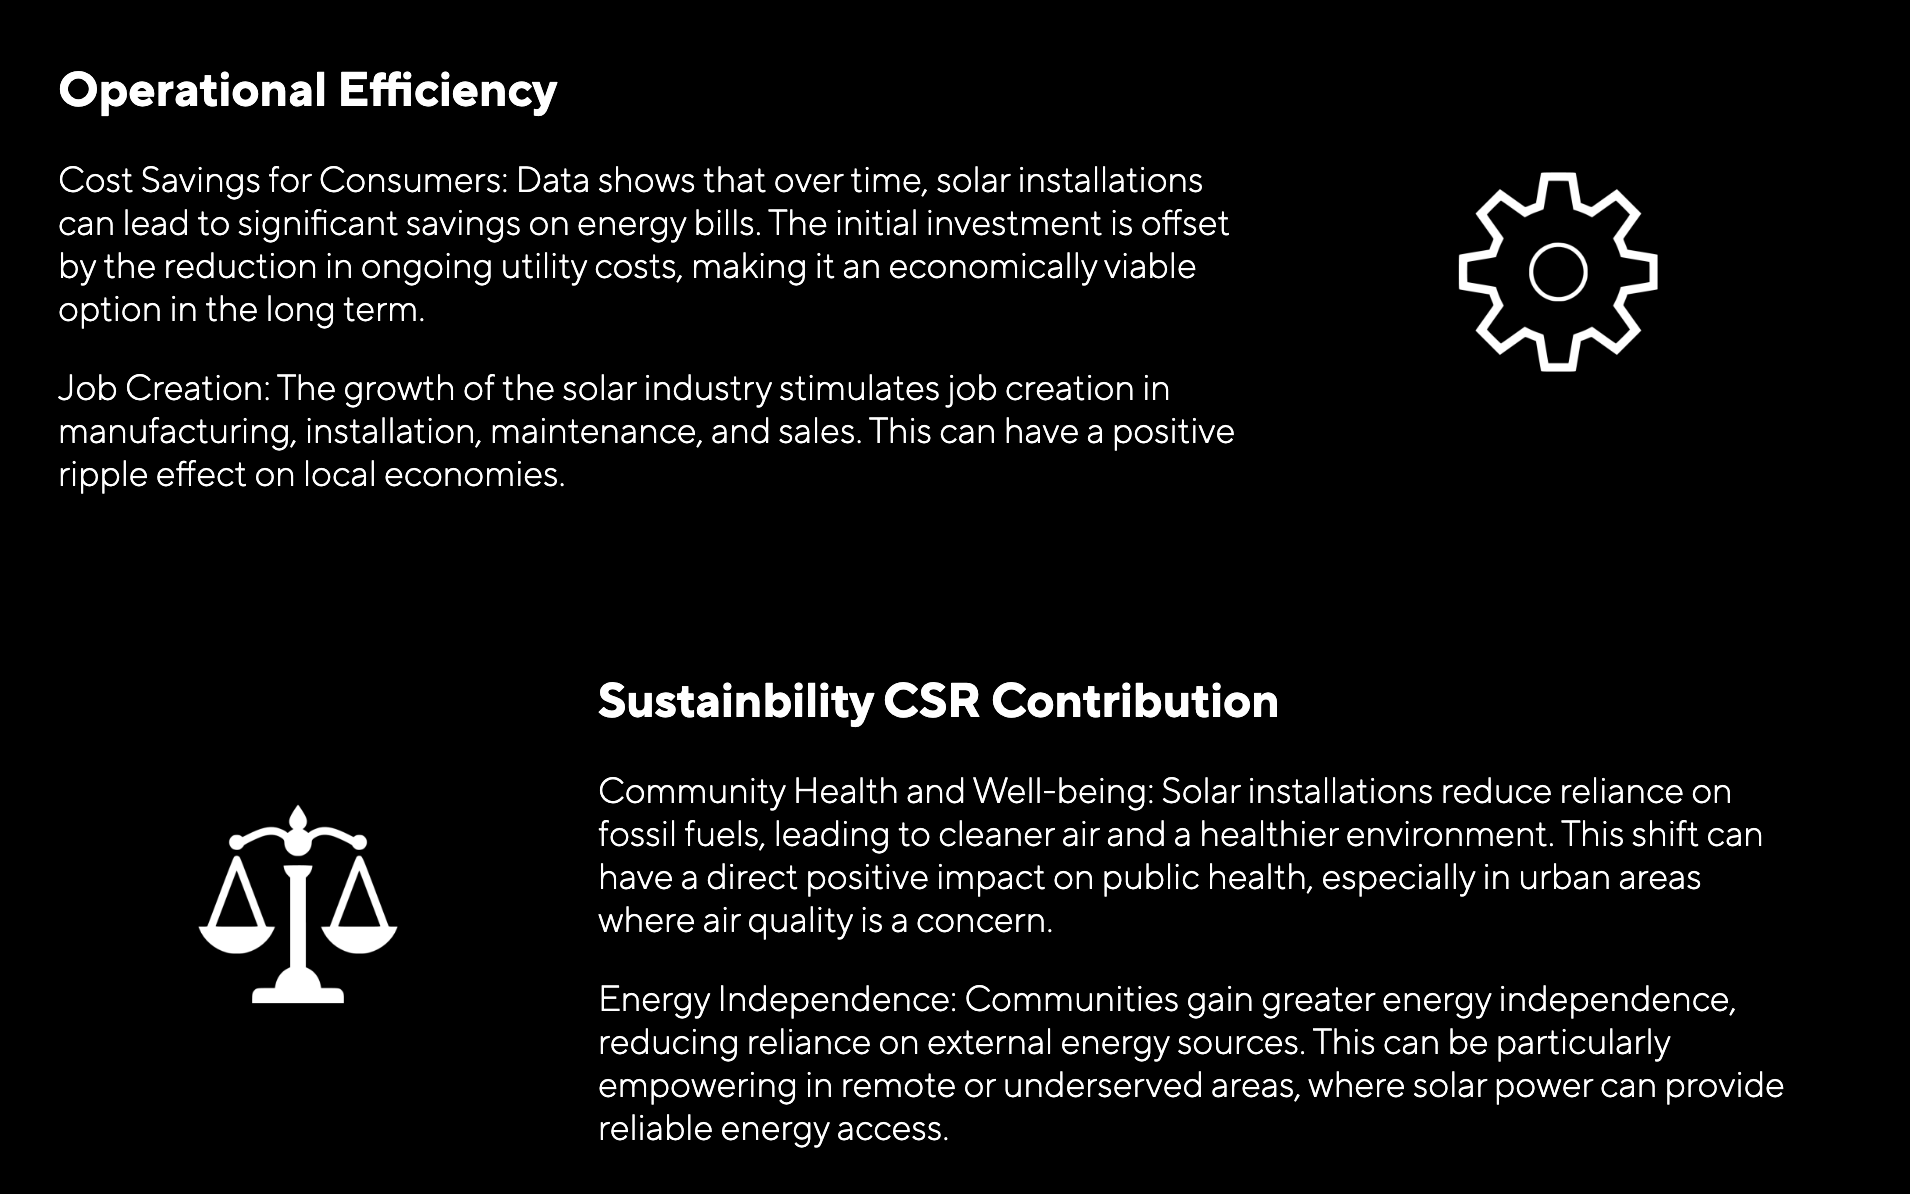 Operational Efficiency
Cost Savings for Consumers: Data shows that over time, solar installations
can lead to significant savings on energy bills. The initial investment is offset
by the reduction in ongoing utility costs, making it an economically viable
option in the long term.
Job Creation: The growth of the solar industry stimulates job creation in
manufacturing, installation, maintenance, and sales. This can have a positive
ripple effect on local economies.
Sustainbility CSR Contribution
Community Health and Well-being: Solar installations reduce reliance on
fossil fuels, leading to cleaner air and a healthier environment. This shift can
have a direct positive impact on public health, especially in urban areas
where air quality is a concern.
Energy Independence: Communities gain greater energy independence,
reducing reliance on external energy sources. This can be particularly
empowering in remote or underserved areas, where solar power can provide
reliable energy access.